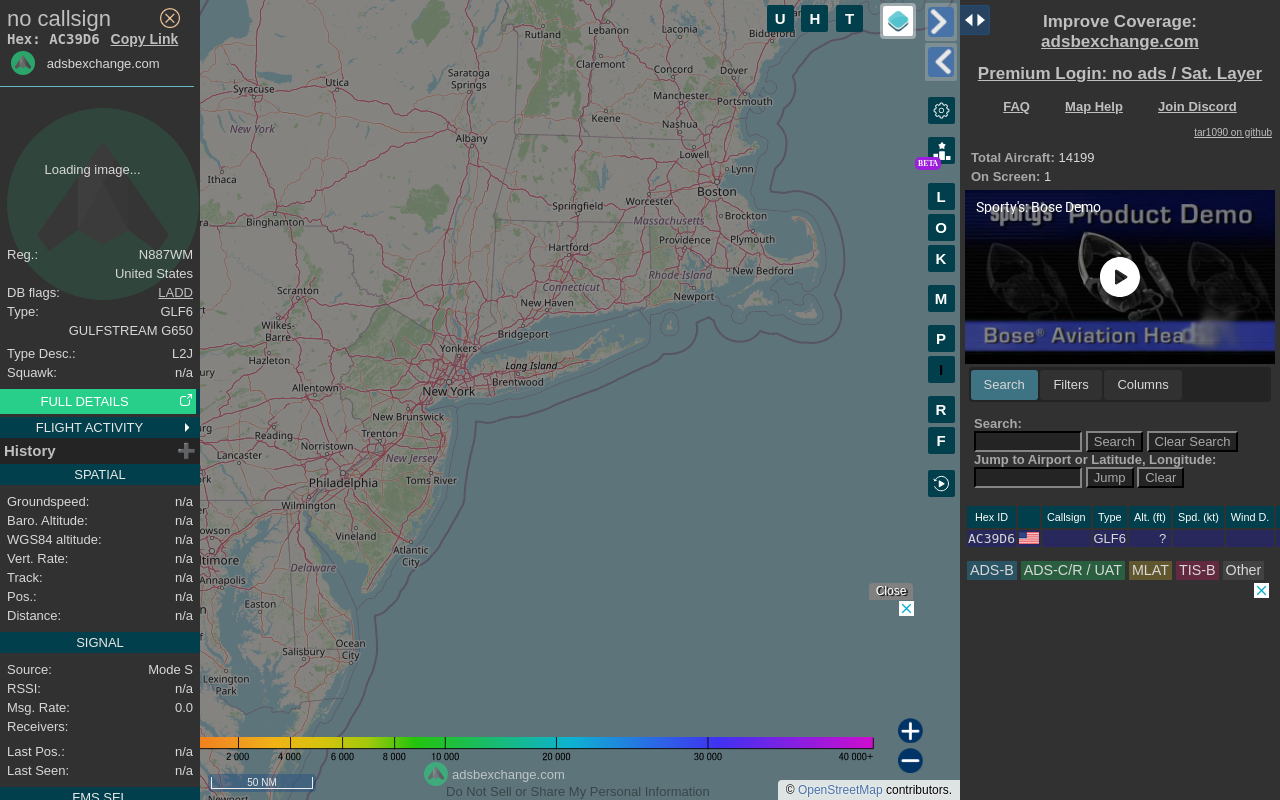 no callsign
Hex: AC39D6 Copy Link
adsbexchange.com
Loading image...
Reg.: N887WM
United States
DB flags: LADD
Type: GLF6
GULFSTREAM G650
Type Desc.: L2J
Squawk: n/a
FULL DETAILS
FLIGHT ACTIVITY
History
SPATIAL
Groundspeed: n/a
Baro. Altitude: n/a
WGS84 altitude: n/a
Vert. Rate: n/a
Track: n/a
Pos.: n/a
Distance: n/a
SIGNAL
Source: Mode S
RSSI: n/a
Msg. Rate: 0.0
Receivers:
Last Pos.: n/a
Last Seen: n/a
FMS SEL
U H T
Rutland
Lebanon
Laconia
Biddeford
Claremont
Concord
Dover
Saratoga
Springs
Utica
Syracuse
Manchester
Portsmouth
Keene
Nashua
New York
Albany
Lowell
Lynn
Ithaca
Boston
Worcester
Springfield
Massachusetts
Brockton
Binghamton
Hartford
Providence
Plymouth
Rhode Island
New Bedford
Connecticut
Scranton
New Haven
Newport
Wilkes-
Barre
Bridgeport
Yonkers
Hazleton
Long Island
Brentwood
Allentown
New York
New Brunswick
Reading
Trenton
Norristown
Lancaster
New Jersey
Philadelphia
Toms River
Wilmington
Vineland
Atlantic
City
Delaware
Annapolis
Easton
Ocean
City
Salisbury
Lexington
Park
BETA
L
O
K
M
P
I
R
F
Close
2 000 4 000 6 000 8 000 10 000 20 000 30 000 40 000+
50 NM
adsbexchange.com
Do Not Sell or Share My Personal Information
© OpenStreetMap contributors.
Improve Coverage:
adsbexchange.com
Premium Login: no ads / Sat. Layer
FAQ Map Help Join Discord
tar1090 on github
Total Aircraft: 14199
On Screen: 1
Sporty's: Bose Demo
sporty's Product Demo
Bose® Aviation Head
Search Filters Columns
Search:
Search Clear Search
Jump to Airport or Latitude, Longitude:
Jump Clear
Hex ID Callsign Type Alt. (ft) Spd. (kt) Wind D.
AC39D6 GLF6 ?
ADS-B ADS-C/R / UAT MLAT TIS-B Other